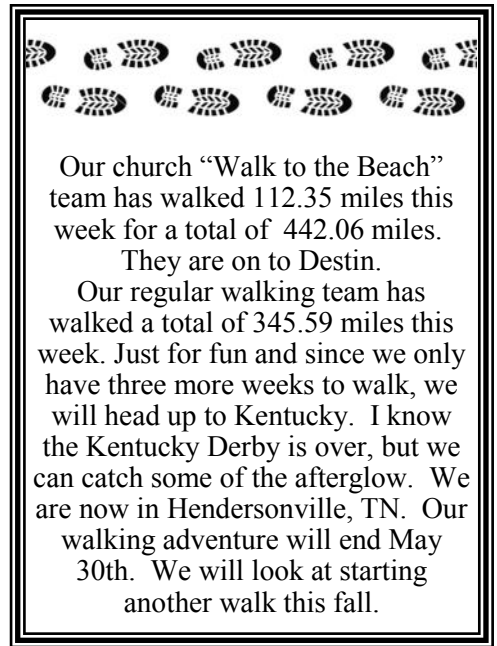 Our church “Walk to the Beach”
team has walked 112.35 miles this
week for a total of  442.06 miles.
They are on to Destin.
Our regular walking team has
walked a total of 345.59 miles this
week. Just for fun and since we only
have three more weeks to walk, we
will head up to Kentucky.  I know
the Kentucky Derby is over, but we
can catch some of the afterglow.  We
are now in Hendersonville, TN.  Our
walking adventure will end May
30th.  We will look at starting
another walk this fall.